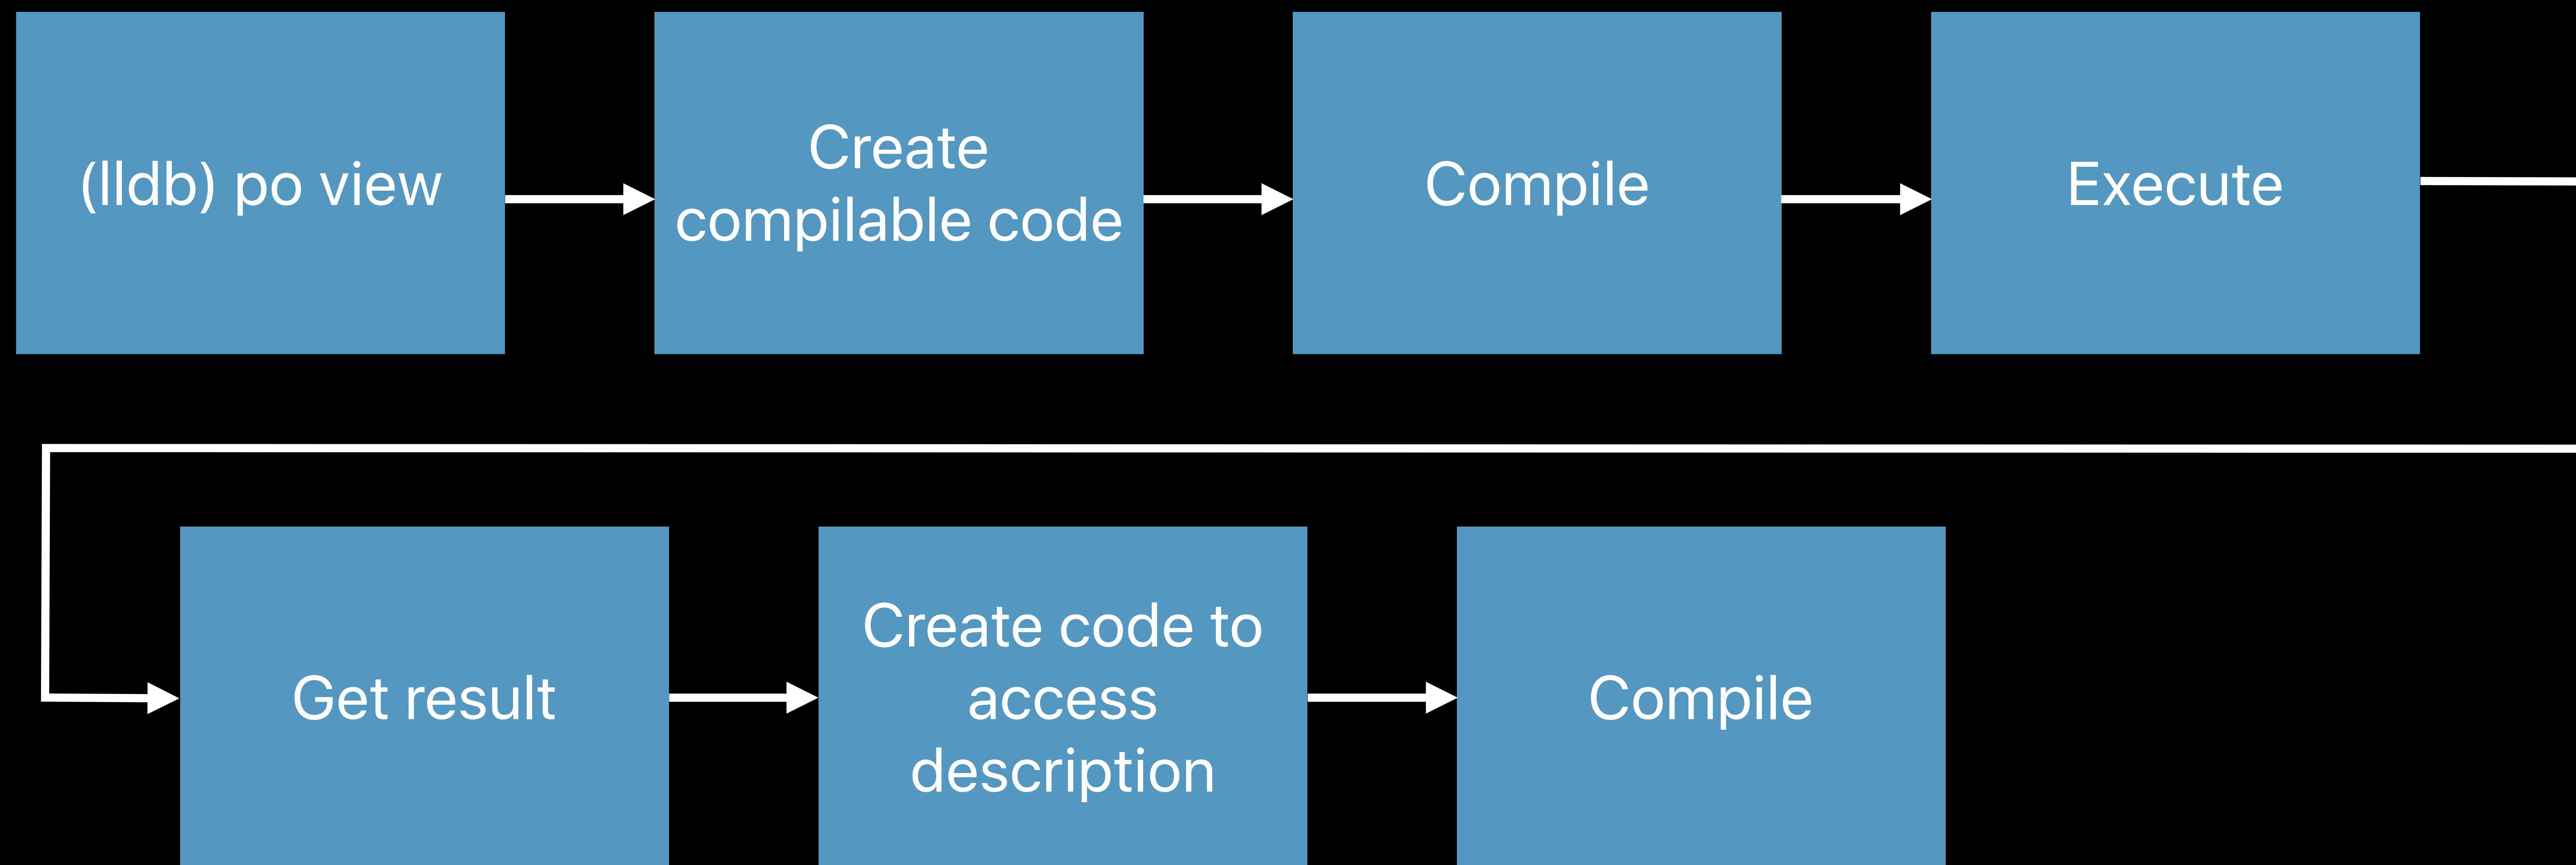 (lldb) po view
Create
compilable code
Compile
Execute
Get result
Create code to
access
description
Compile